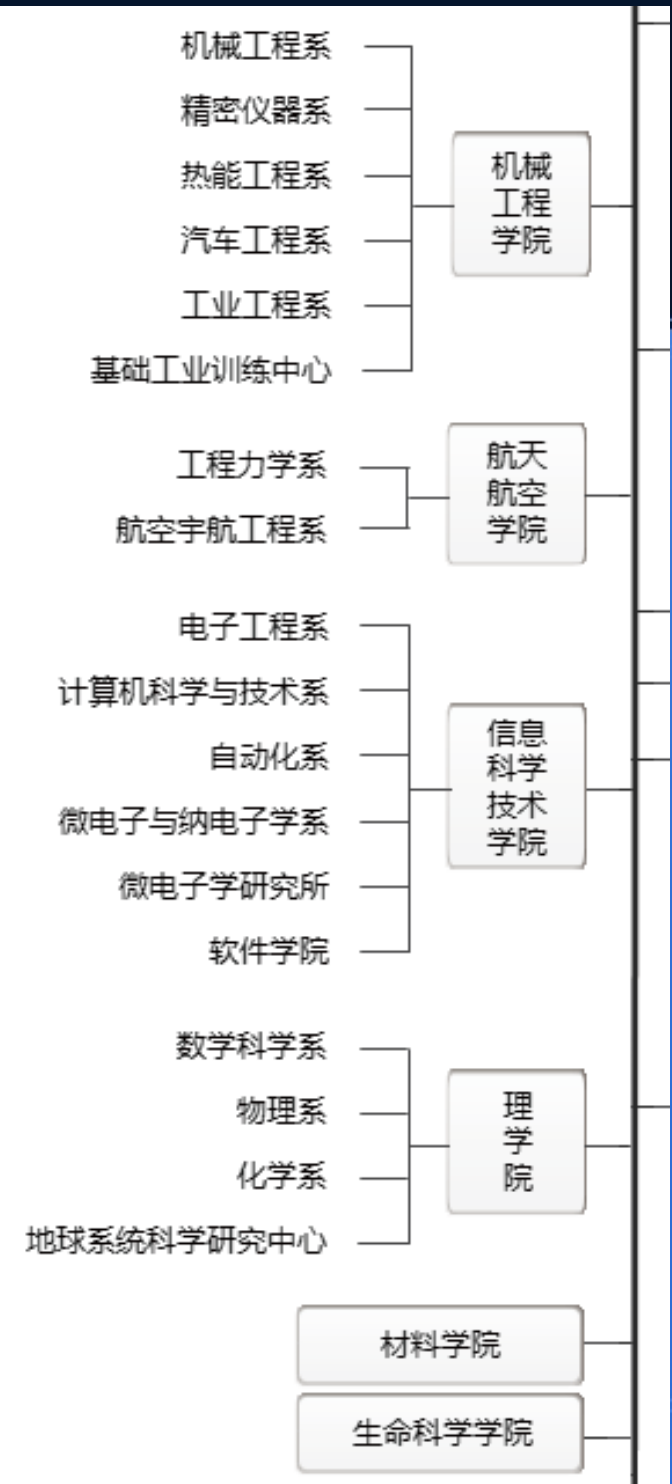 机械工程系
精密仪器系
热能工程系
汽车工程系
工业工程系
基础工业训练中心
机械
工程
学院
工程力学系
航空宇航工程系
航天
航空
学院
电子工程系
计算机科学与技术系
自动化系
微电子与纳电子学系
微电子学研究所
软件学院
信息
科学
技术
学院
数学科学系
物理系
化学系
地球系统科学研究中心
理
学
院
材料学院
生命科学学院